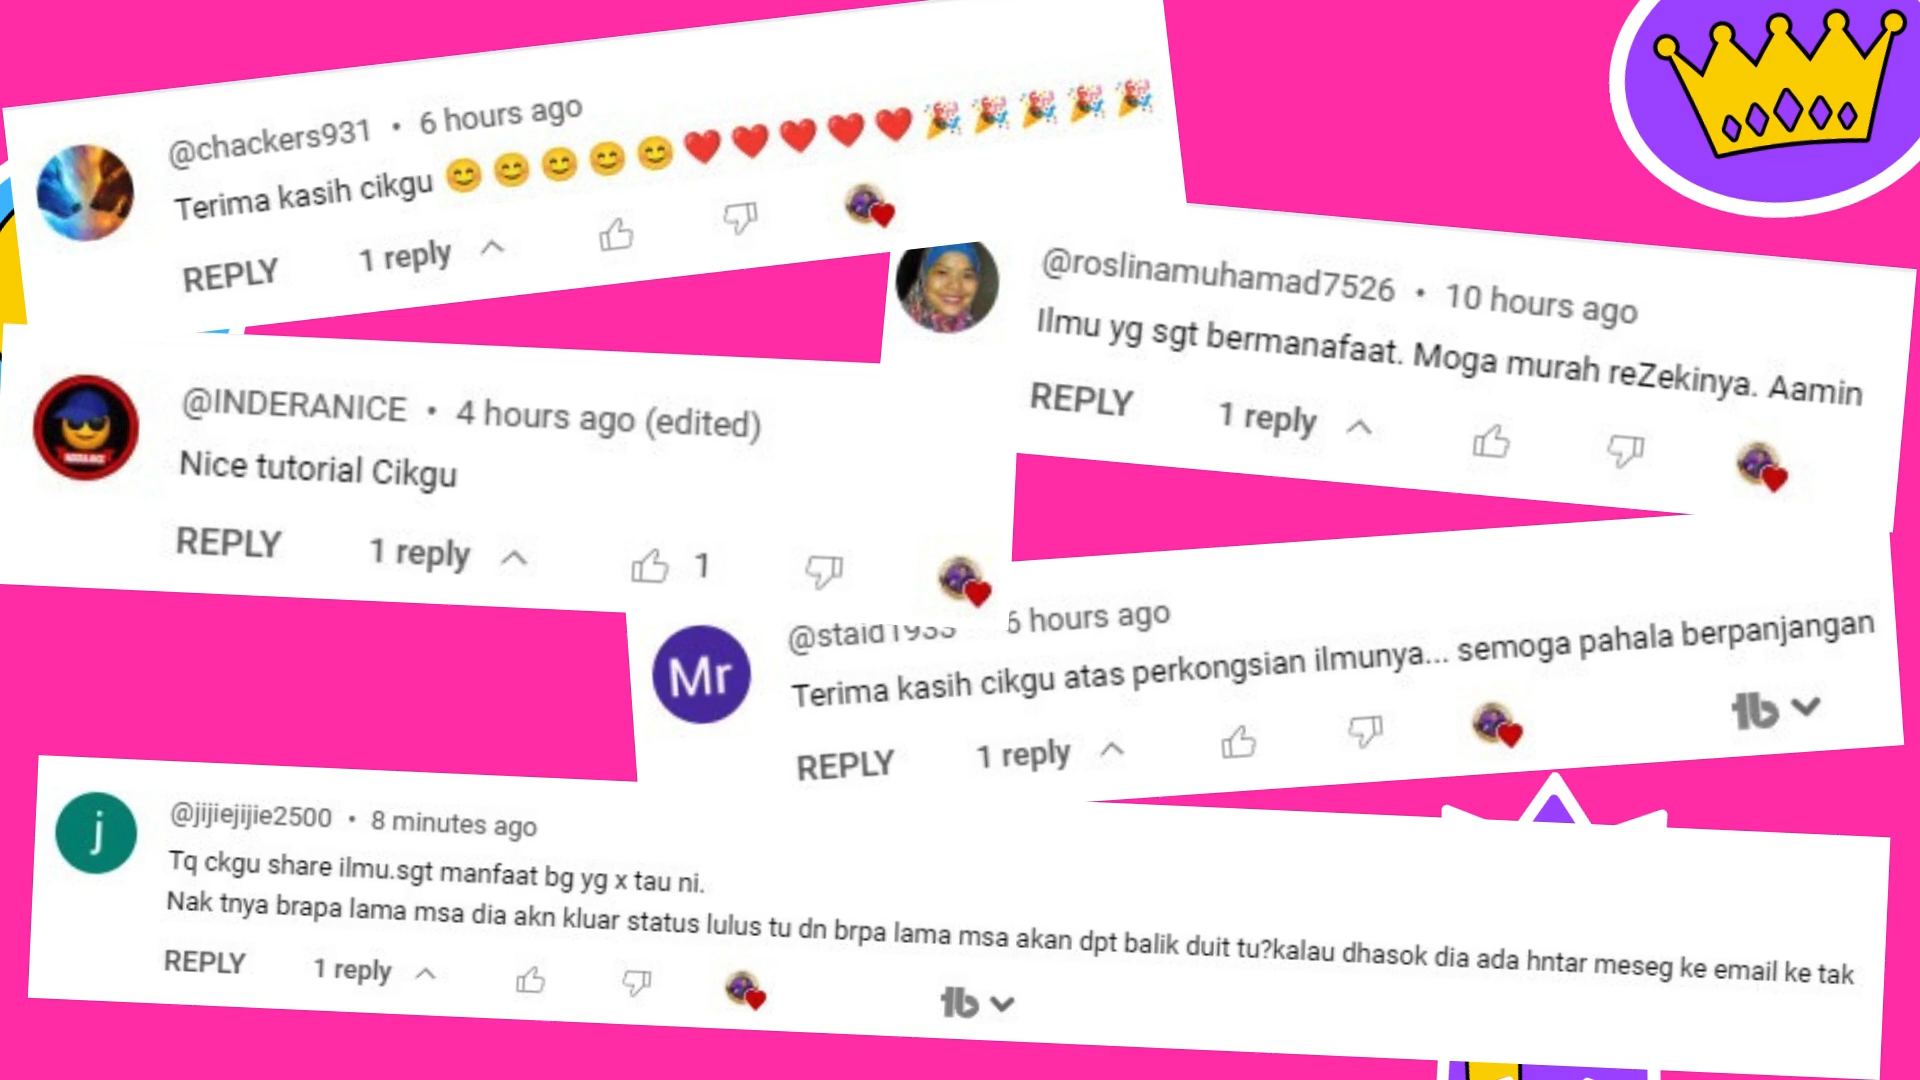 @chackers931 • 6 hours ago
Terima kasih cikgu 😊😊😊😊😊❤️❤️❤️❤️❤️🎉🎉🎉🎉🎉
REPLY 1 reply
@roslinamuhamad7526 • 10 hours ago
Ilmu yg sgt bermanafaat. Moga murah reZekinya. Aamin
REPLY 1 reply
@INDERANICE • 4 hours ago (edited)
Nice tutorial Cikgu
REPLY 1 reply 1
Mr
@staid1933 6 hours ago
Terima kasih cikgu atas perkongsian ilmunya... semoga pahala berpanjangan
REPLY 1 reply
j
@jijiejijie2500 • 8 minutes ago
Tq ckgu share ilmu.sgt manfaat bg yg x tau ni.
Nak tnya brapa lama msa dia akn kluar status lulus tu dn brpa lama msa akan dpt balik duit tu?kalau dhasok dia ada hntar meseg ke email ke tak
REPLY 1 reply